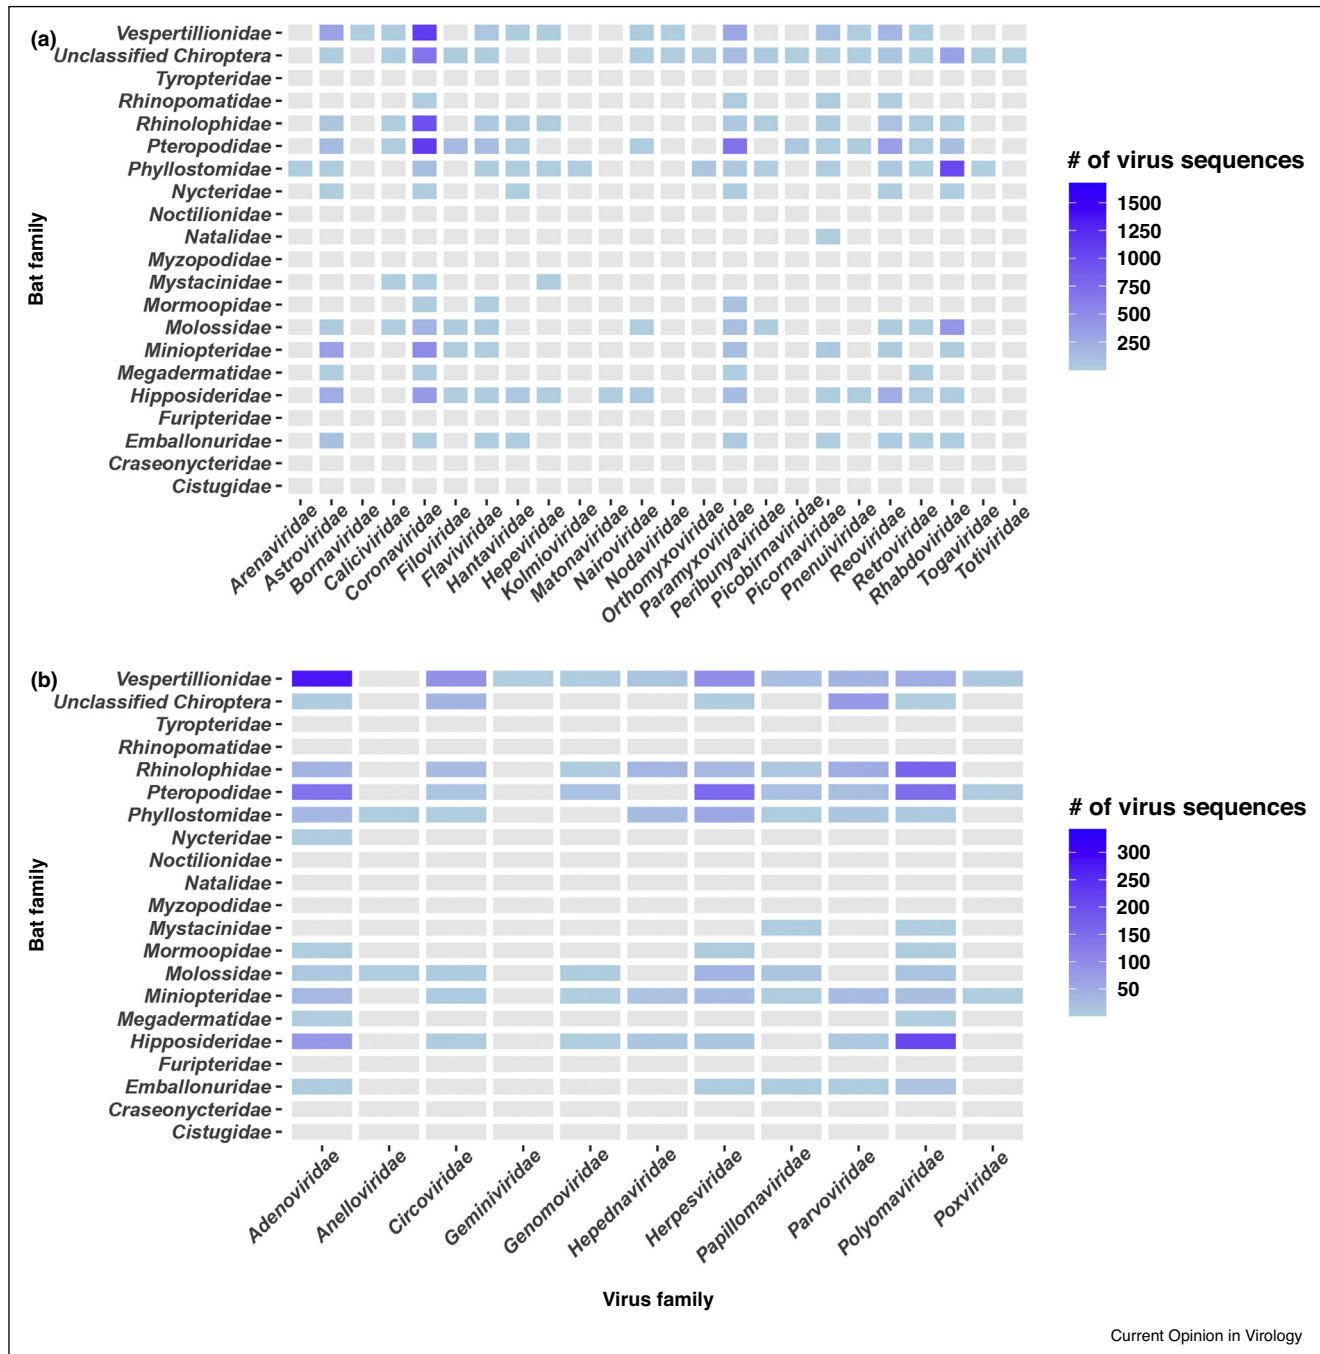 (a)
Vespertillionidae
Unclassified Chiroptera
Tyropteridae
Rhinopomatidae
Rhinolophidae
Pteropodidae
Phyllostomidae
Nycteridae
Noctilionidae
Natalidae
Myzopodidae
Mystacinidae
Mormoopidae
Molossidae
Miniopteridae
Megadermatidae
Hipposideridae
Furipteridae
Emballonuridae
Craseonycteridae
Cistugidae
Bat family
Arenaviridae
Astroviridae
Bornaviridae
Caliciviridae
Coronaviridae
Filoviridae
Flaviviridae
Hantaviridae
Hepeviridae
Kolmioviridae
Matonaviridae
Nairoviridae
Nodaviridae
Orthomyxoviridae
Paramyxoviridae
Peribunyaviridae
Picobirnaviridae
Picornaviridae
Pnenuiviridae
Reoviridae
Retroviridae
Rhabdoviridae
Togaviridae
Totiviridae
# of virus sequences
1500
1250
1000
750
500
250
(b)
Vespertillionidae
Unclassified Chiroptera
Tyropteridae
Rhinopomatidae
Rhinolophidae
Pteropodidae
Phyllostomidae
Nycteridae
Noctilionidae
Natalidae
Myzopodidae
Mystacinidae
Mormoopidae
Molossidae
Miniopteridae
Megadermatidae
Hipposideridae
Furipteridae
Emballonuridae
Craseonycteridae
Cistugidae
Bat family
Adenoviridae
Anelloviridae
Circoviridae
Geminiviridae
Genomoviridae
Hepednaviridae
Herpesviridae
Papillomaviridae
Parvoviridae
Polyomaviridae
Poxviridae
Virus family
# of virus sequences
300
250
200
150
100
50
Current Opinion in Virology